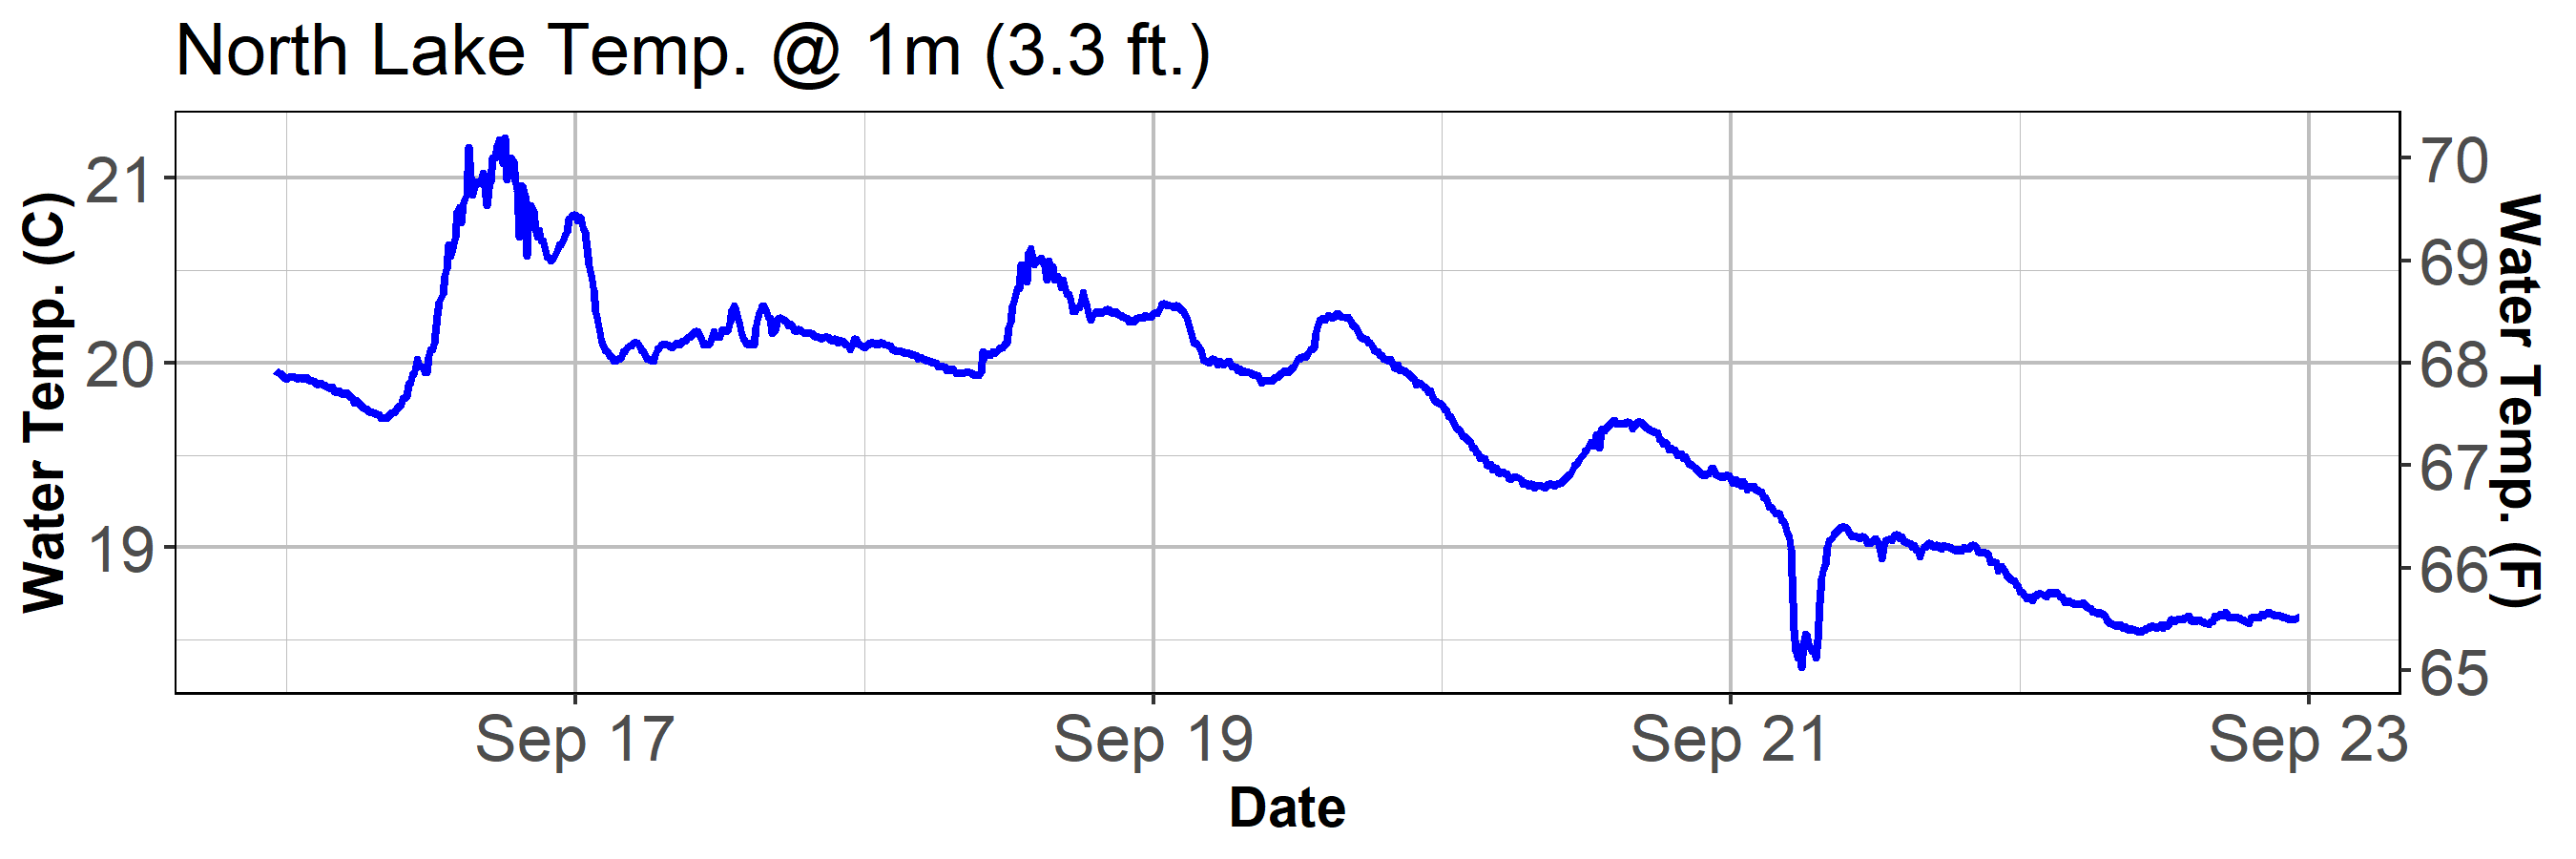 North Lake Temp. @ 1m (3.3 ft.)
Water Temp. (C)
21
20
19
70
69
68
67
66
65
Water Temp. (F)
Sep 17 Sep 19 Sep 21 Sep 23
Date